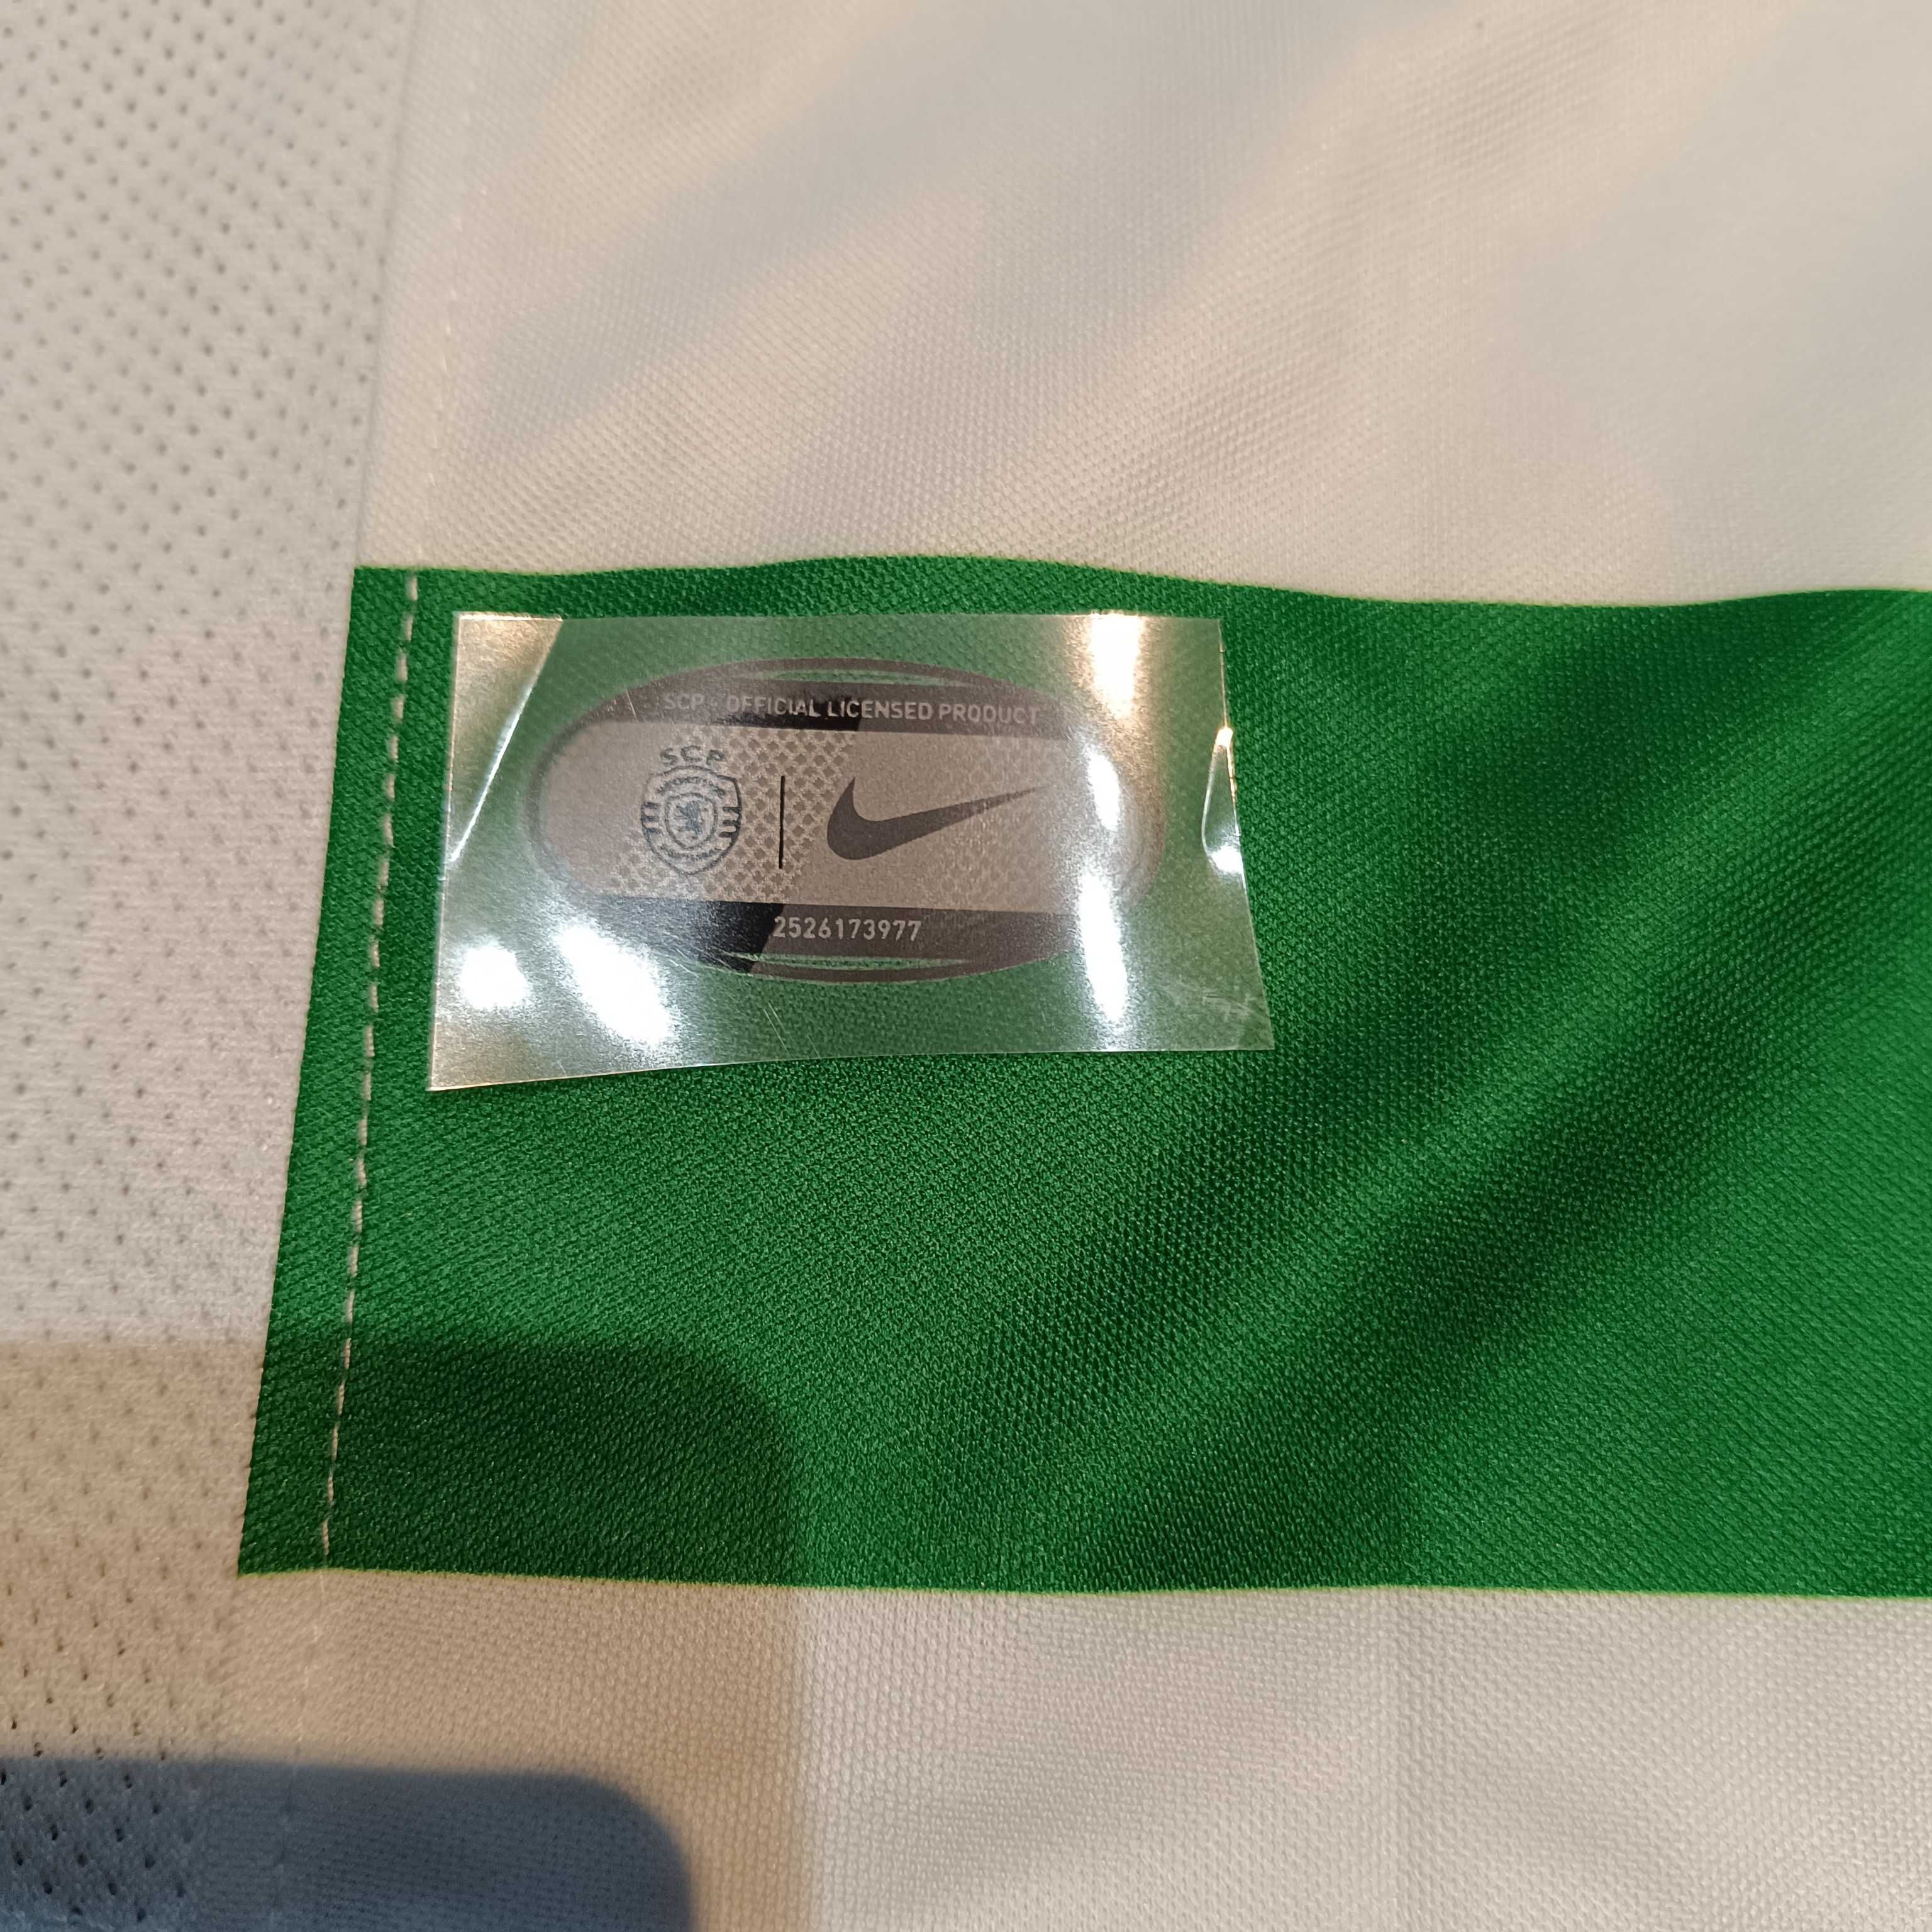 SCP - OFFICIAL LICENSED PRODUCT
SCP
2526173977